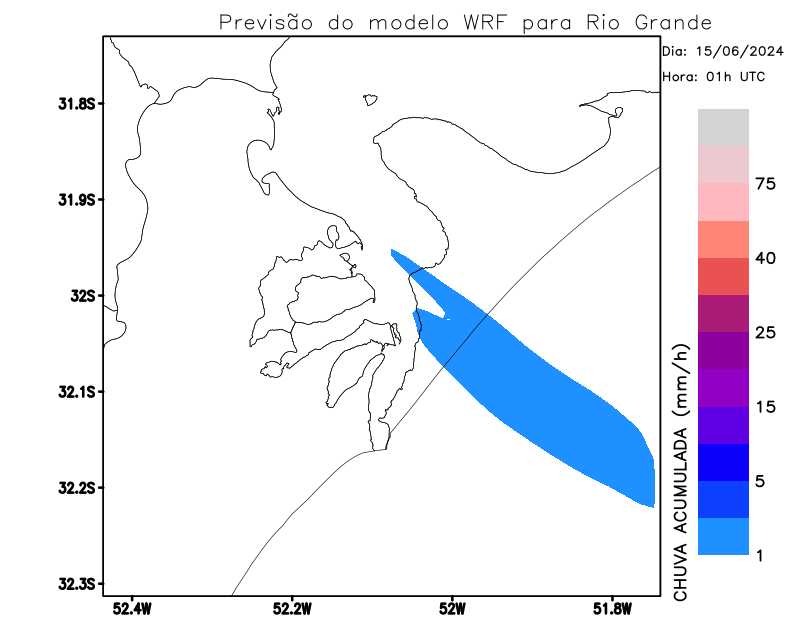 Previsão do modelo WRF para Rio Grande
Dia: 15/06/2024
Hora: 01h UTC
31.8S
31.9S
32S
32.1S
32.2S
32.3S
52.4W
52.2W
52W
51.8W
CHUVA ACUMULADA (mm/h)
75
40
25
15
5
1